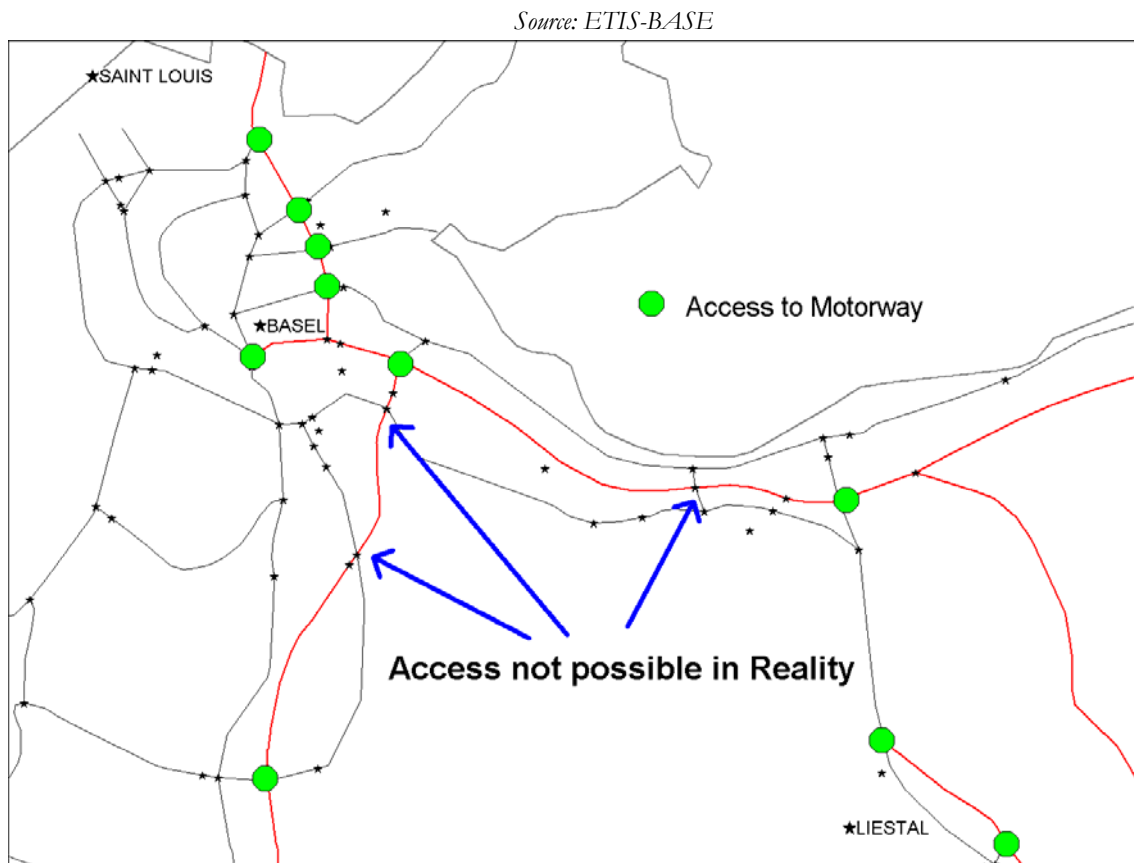 Source: ETIS-BASE
SAINT LOUIS
Access to Motorway
BASEL
Access not possible in Reality
LIESTAL